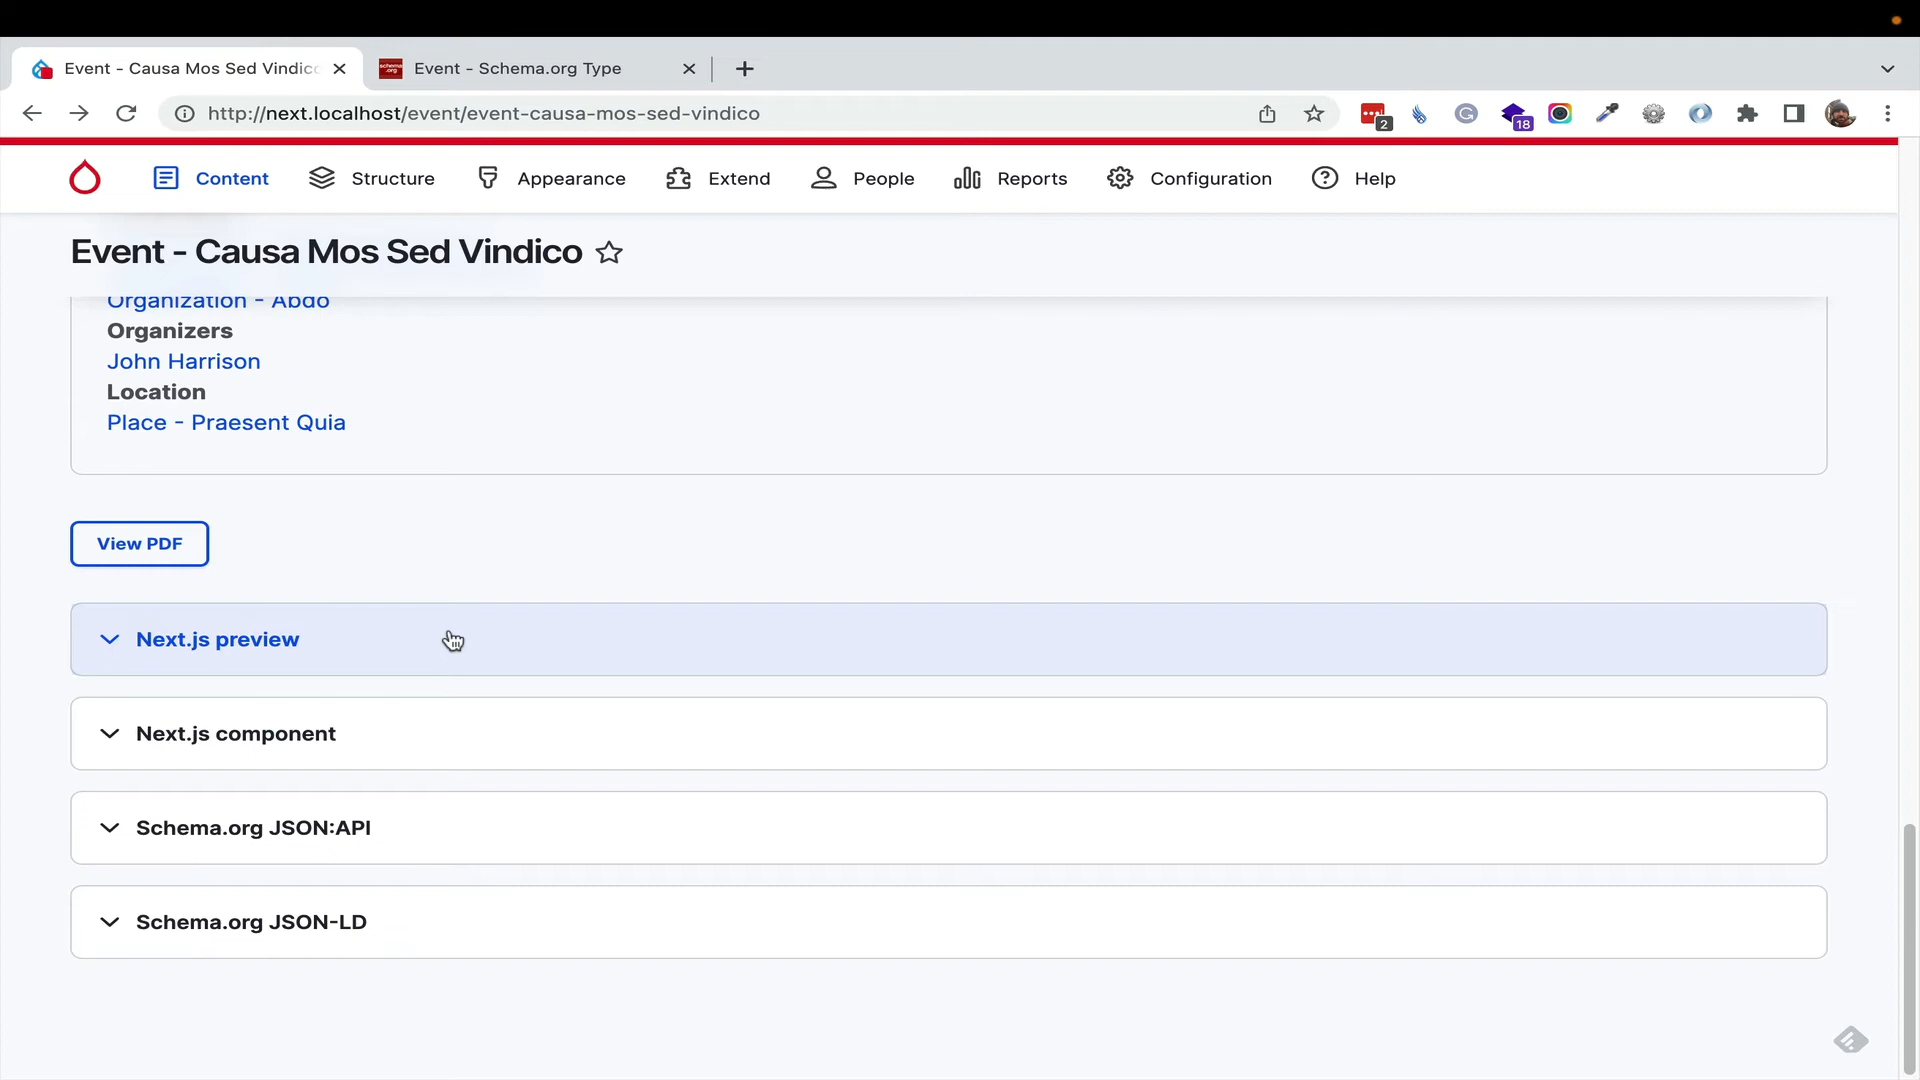 Event - Causa Mos Sed Vindico
Event - Schema.org Type
http://next.localhost/event/event-causa-mos-sed-vindico
2
18
Content
Structure
Appearance
Extend
People
Reports
Configuration
Help
Event - Causa Mos Sed Vindico
Organization - Abdo
Organizers
John Harrison
Location
Place - Praesent Quia
View PDF
Next.js preview
Next.js component
Schema.org JSON:API
Schema.org JSON-LD